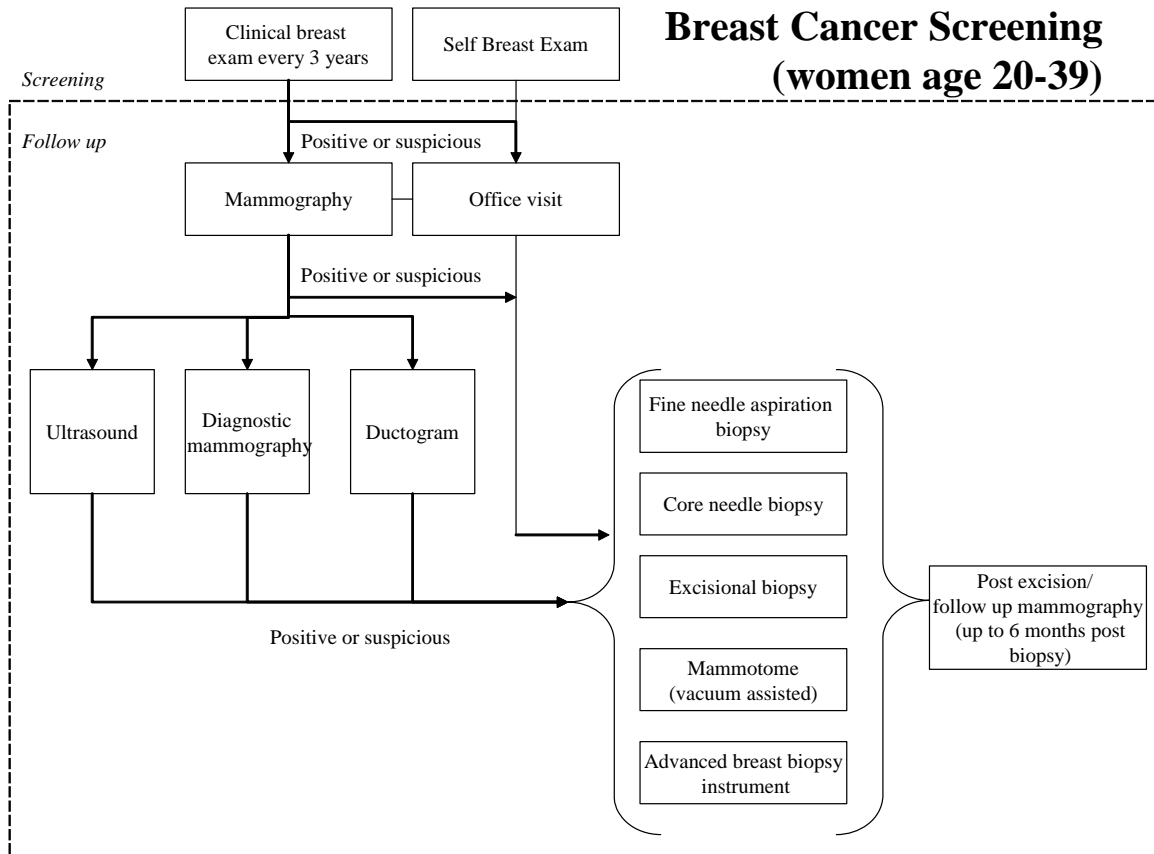 Breast Cancer Screening
(women age 20-39)
Clinical breast
exam every 3 years
Self Breast Exam
Screening
Follow up
Positive or suspicious
Mammography
Office visit
Positive or suspicious
Ultrasound
Diagnostic
mammography
Ductogram
Positive or suspicious
Fine needle aspiration
biopsy
Core needle biopsy
Excisional biopsy
Mammotome
(vacuum assisted)
Advanced breast biopsy
instrument
Post excision/
follow up mammography
(up to 6 months post
biopsy)